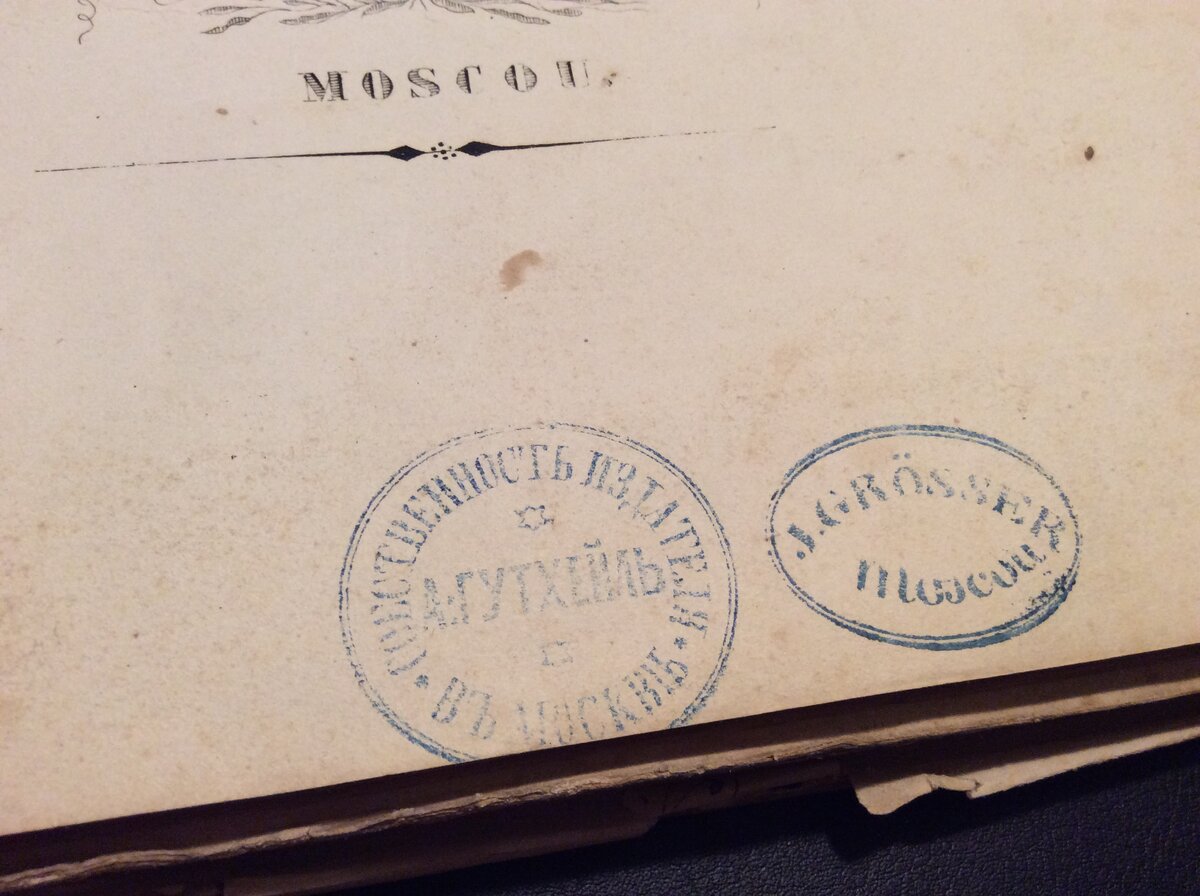 MOSCOU.
СОБСТВЕННОСТЬ ИЗДАТЕЛЯ
А. ГУТХЕЙЛЬ
ВЪ МОСКВѢ
J. GRÖSSER
Moscou